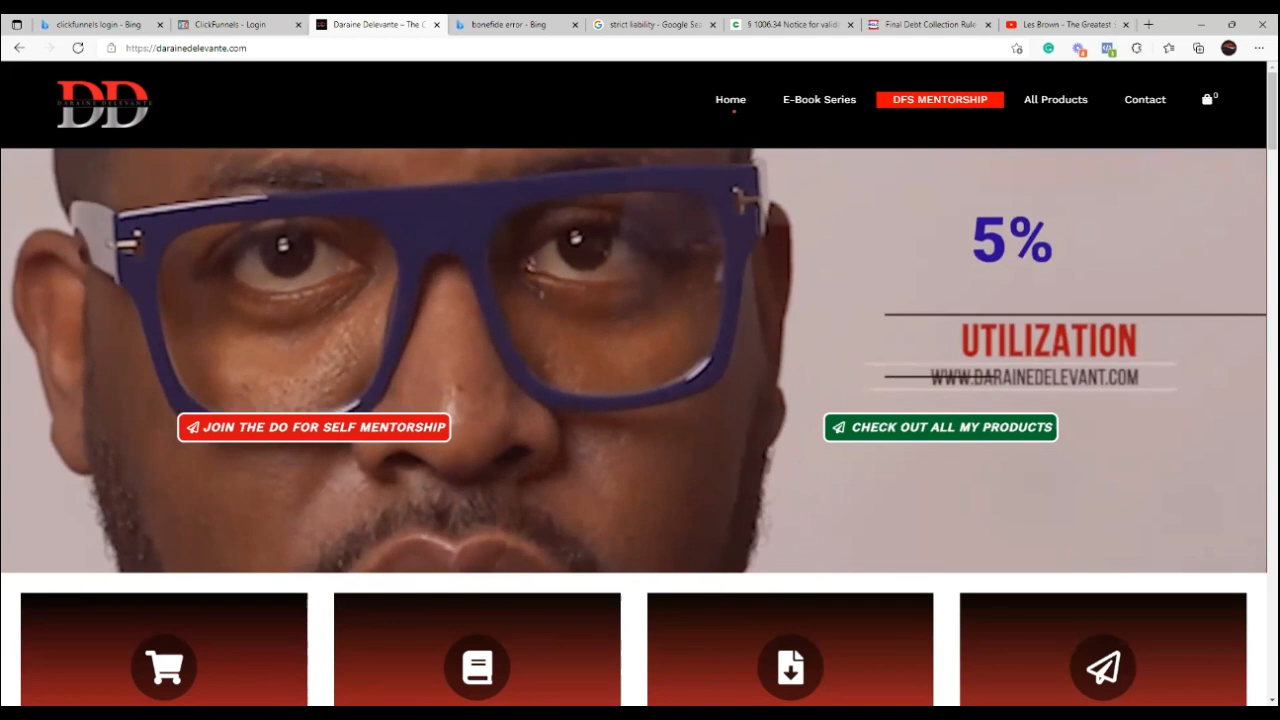 clickfunnels login - Bing
ClickFunnels - Login
Daraine Delevante – The C
bonefide error - Bing
strict liability - Google Sea
§ 1006.34 Notice for valid
Final Debt Collection Rule
Les Brown - The Greatest
https://darainedelevante.com
DD
DARAINE DELEVANTE
Home
E-Book Series
DFS MENTORSHIP
All Products
Contact
0
5%
UTILIZATION
WWW.DARAINEDELEVANT.COM
JOIN THE DO FOR SELF MENTORSHIP
CHECK OUT ALL MY PRODUCTS